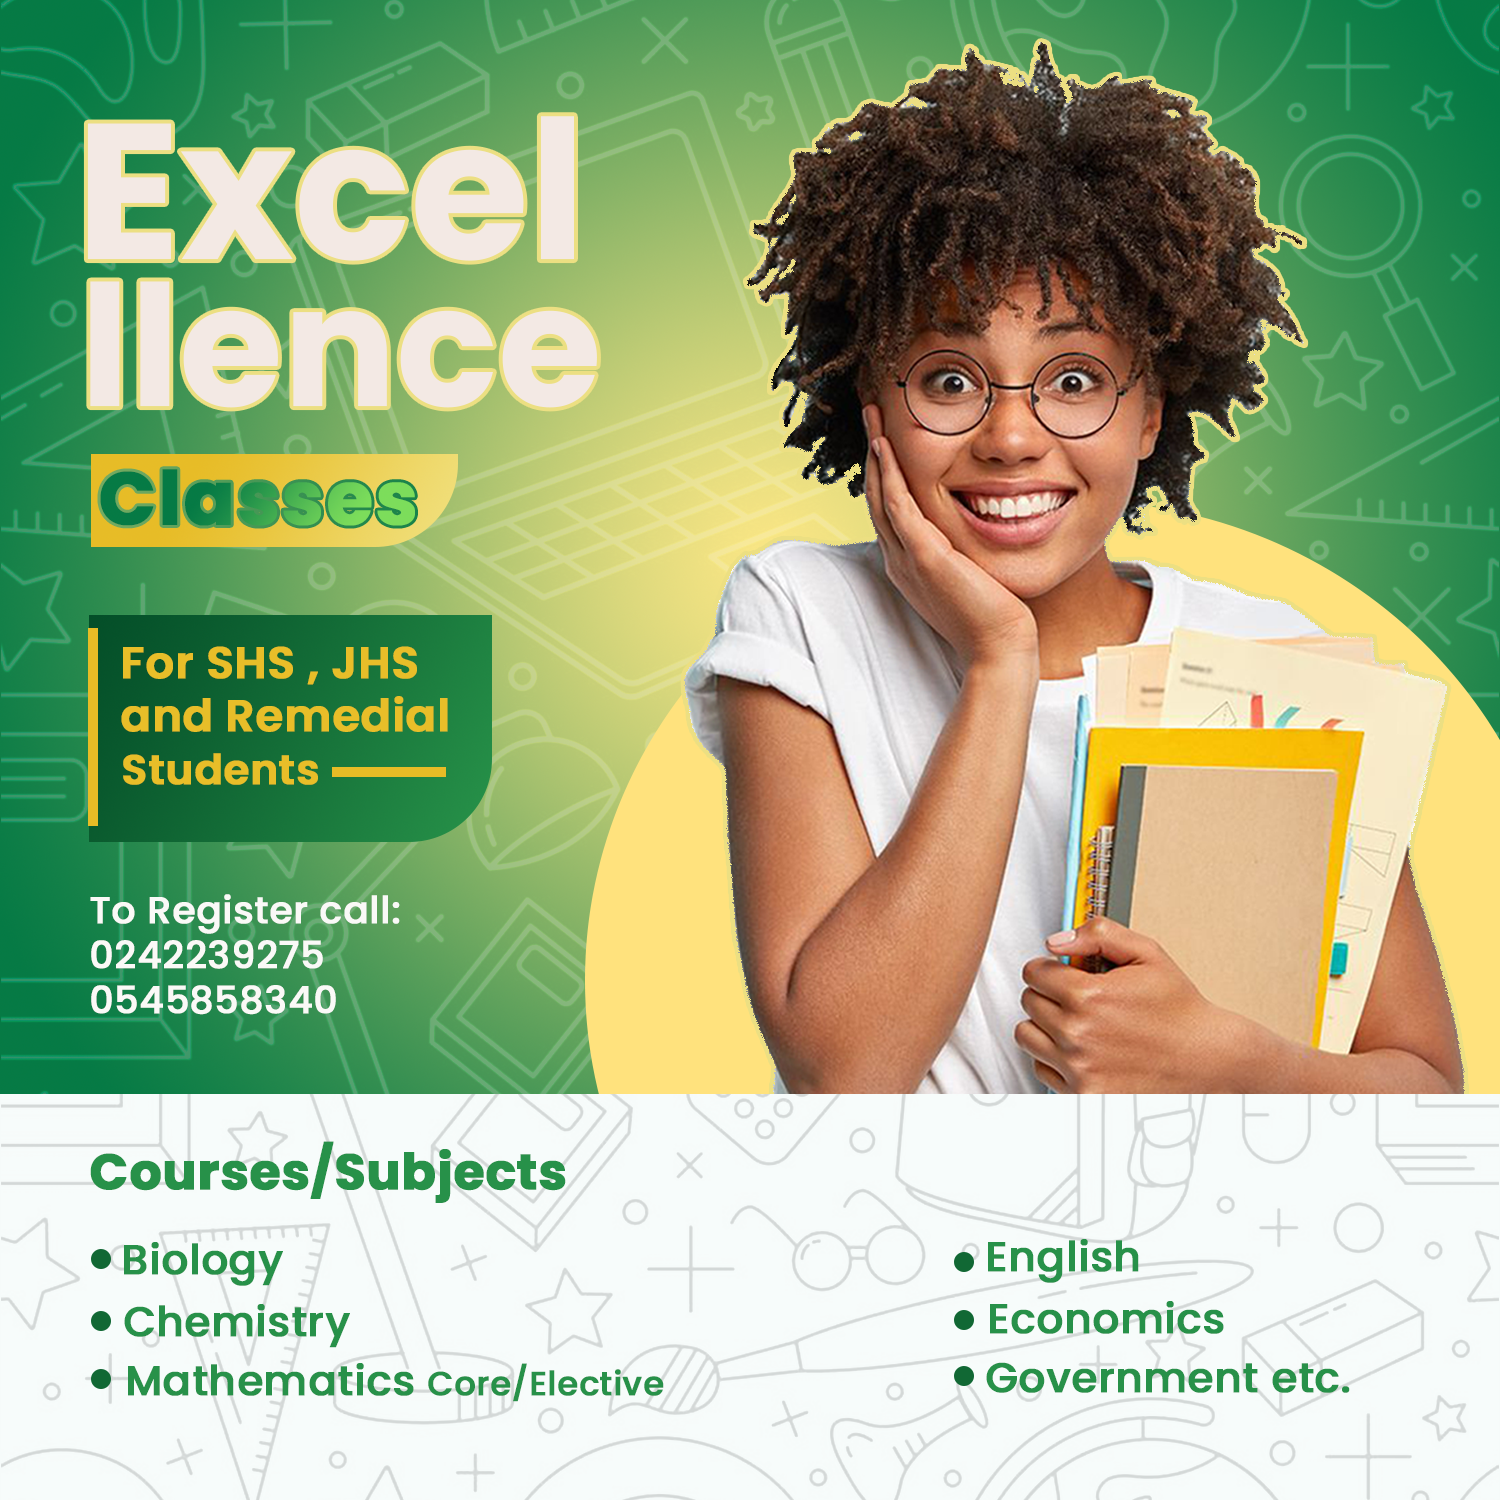 Excel
llence
Classes
For SHS , JHS
and Remedial
Students
To Register call:
0242239275
0545858340
Courses/Subjects
Biology
Chemistry
Mathematics Core/Elective
English
Economics
Government etc.